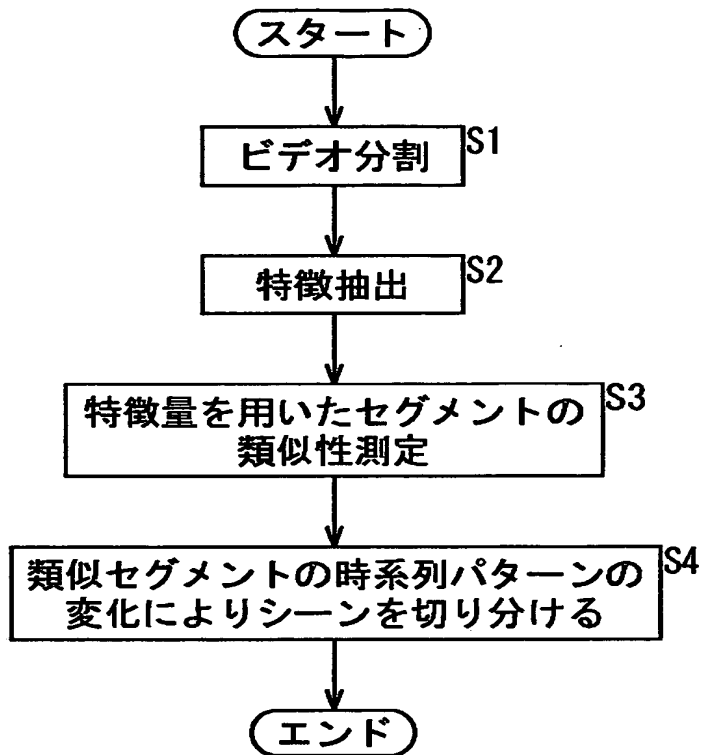 スタート
ビデオ分割
S1
特徴抽出
S2
特徴量を用いたセグメントの
類似性測定
S3
類似セグメントの時系列パターンの
変化によりシーンを切り分ける
S4
エンド